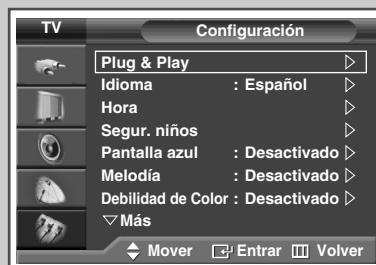 TV Configuración
Plug & Play
Idioma : Español
Hora
Segur. niños
Pantalla azul : Desactivado
Melodía : Desactivado
Debilidad de Color : Desactivado
Más
Mover Entrar Volver